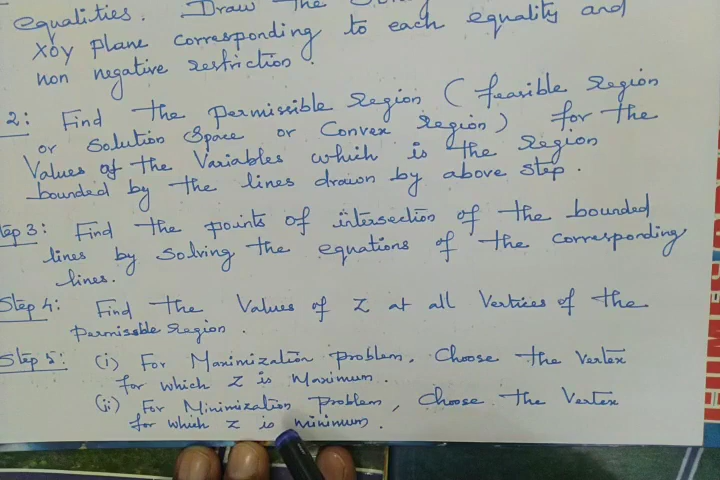 equalities. Draw the
xoy plane corresponding to each equality and
non negative restriction.
2: Find the permissible region (feasible region
or Solution Space or Convex region) for the
Values of the Variables which is the region
bounded by the lines drawn by above step.
tep 3: Find the points of intersection of the bounded
lines by solving the equations of the corresponding
lines.
Step 4: Find the Values of Z at all Vertices of the
Permissble region.
Step 5: (i) For Maximization problem, Choose the Vertex
for which Z is Maximum.
(ii) For Minimization Problem, Choose the Vertex
for which Z is minimum.